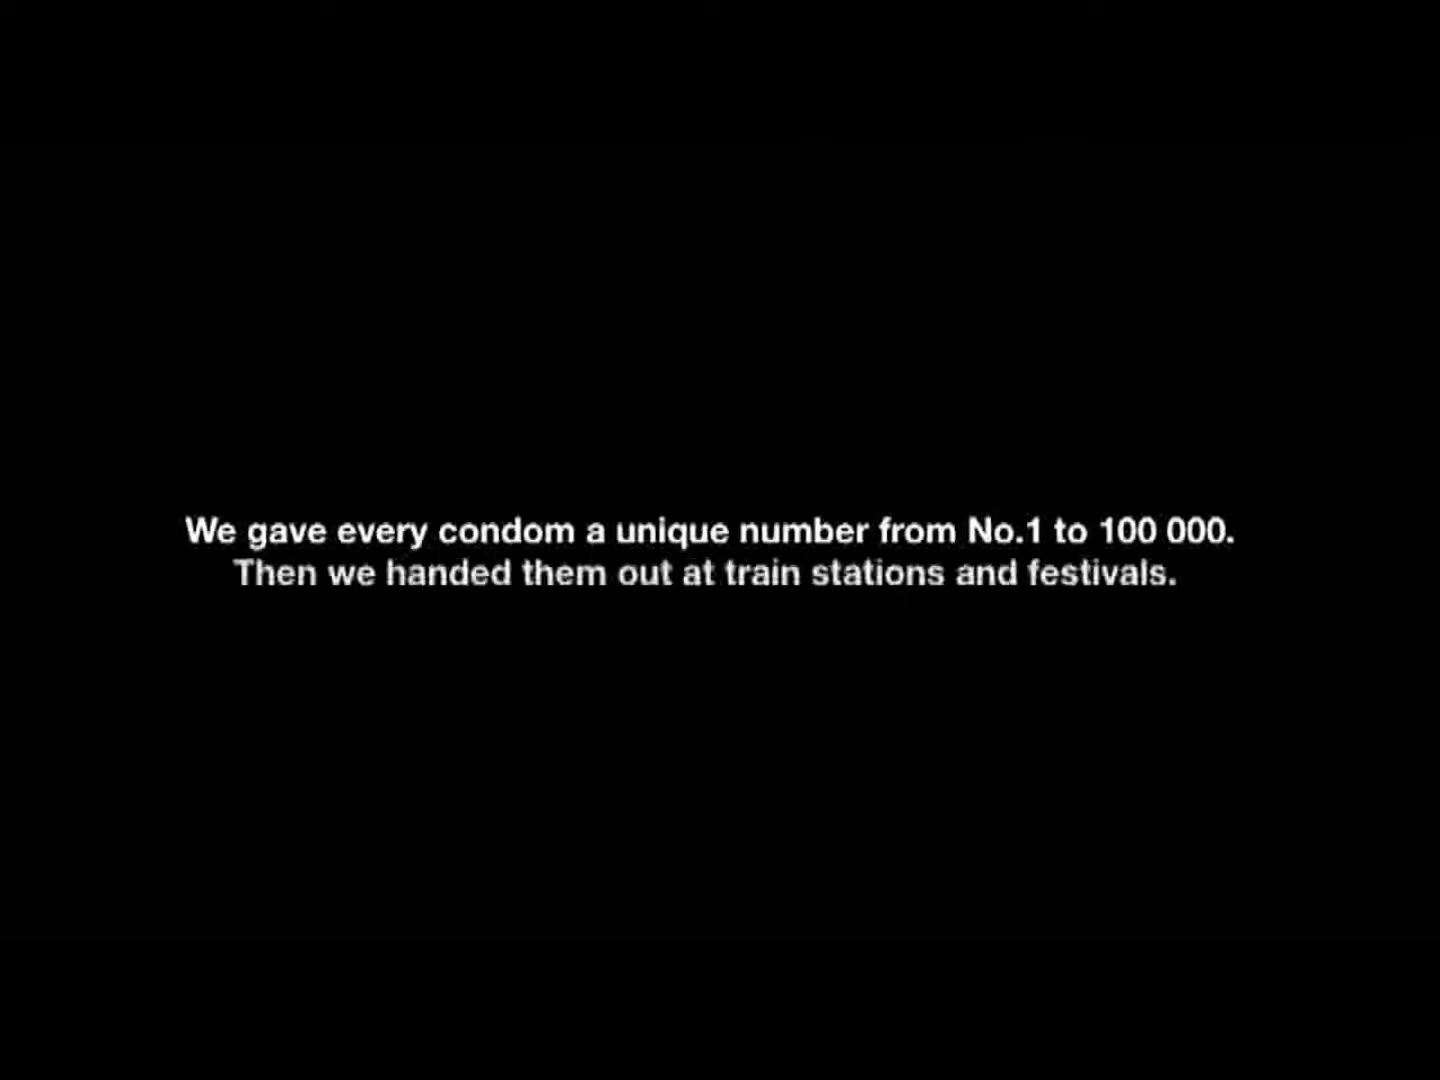 We gave every condom a unique number from No.1 to 100 000.
Then we handed them out at train stations and festivals.